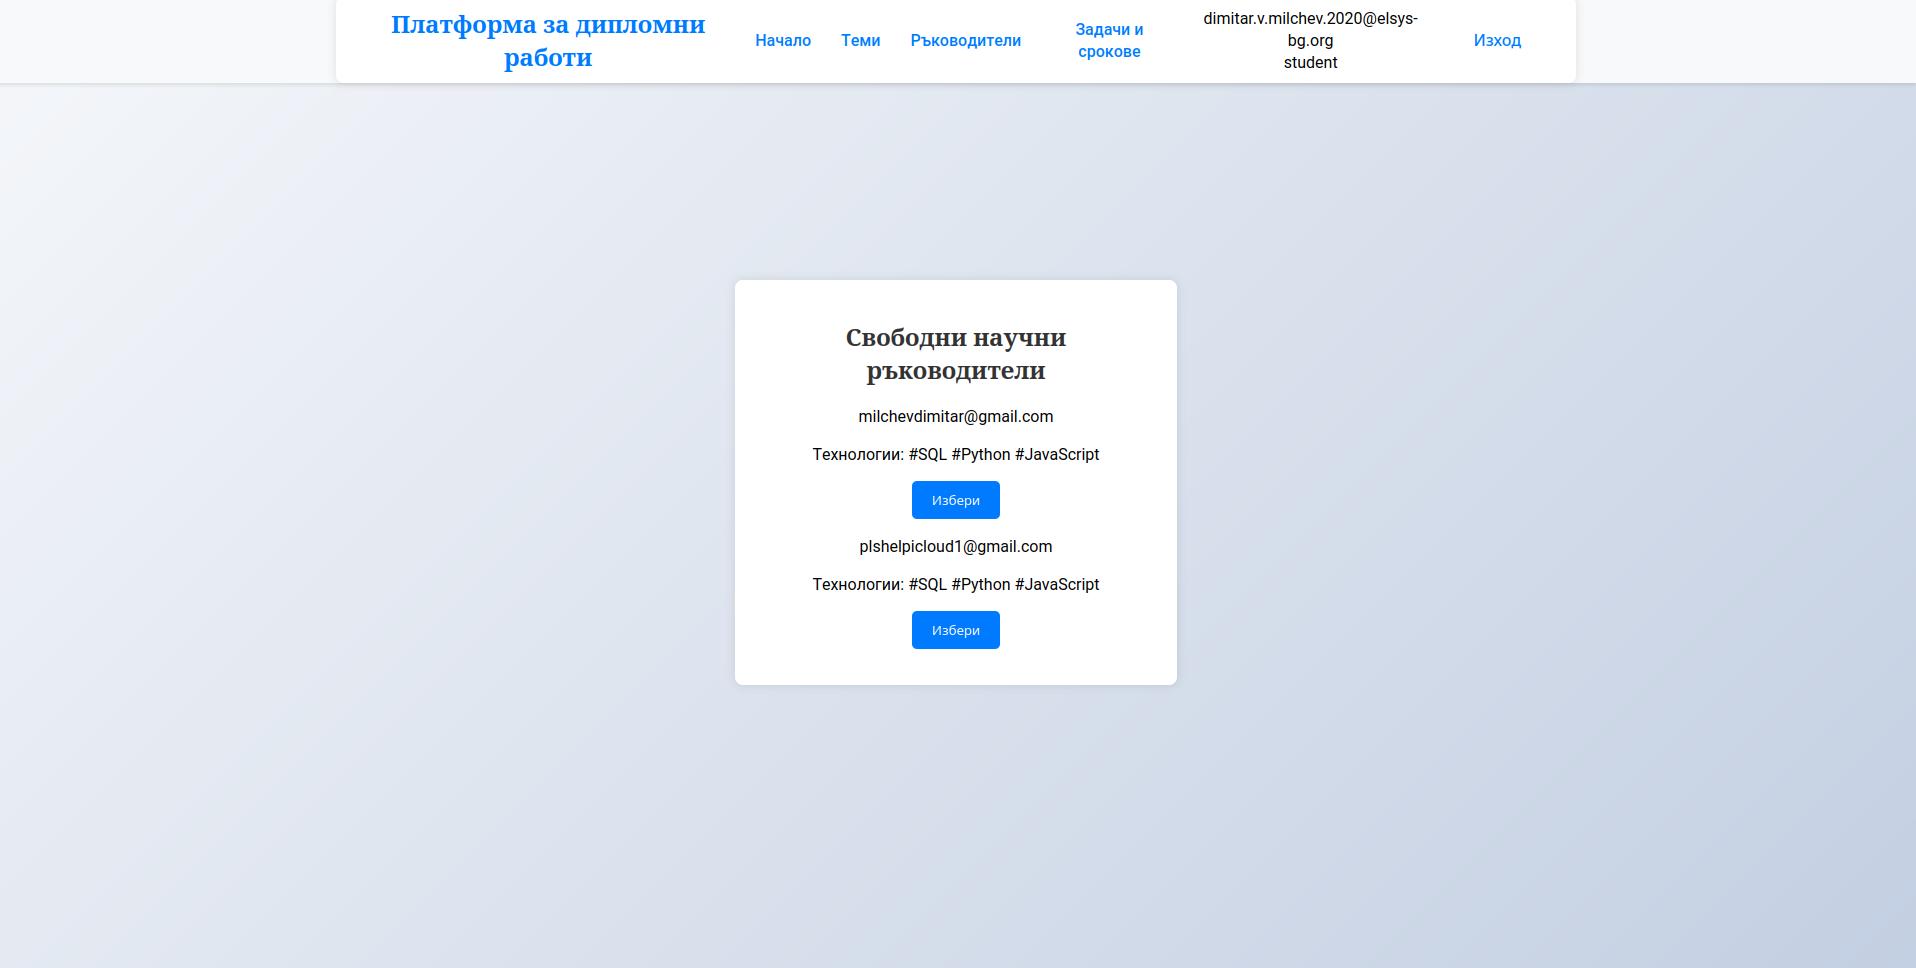 Платформа за дипломни
работи
Начало
Теми
Ръководители
Задачи и
срокове
dimitar.v.milchev.2020@elsys-
bg.org
student
Изход
Свободни научни
ръководители
milchevdimitar@gmail.com
Технологии: #SQL #Python #JavaScript
Избери
plshelpicloud1@gmail.com
Технологии: #SQL #Python #JavaScript
Избери